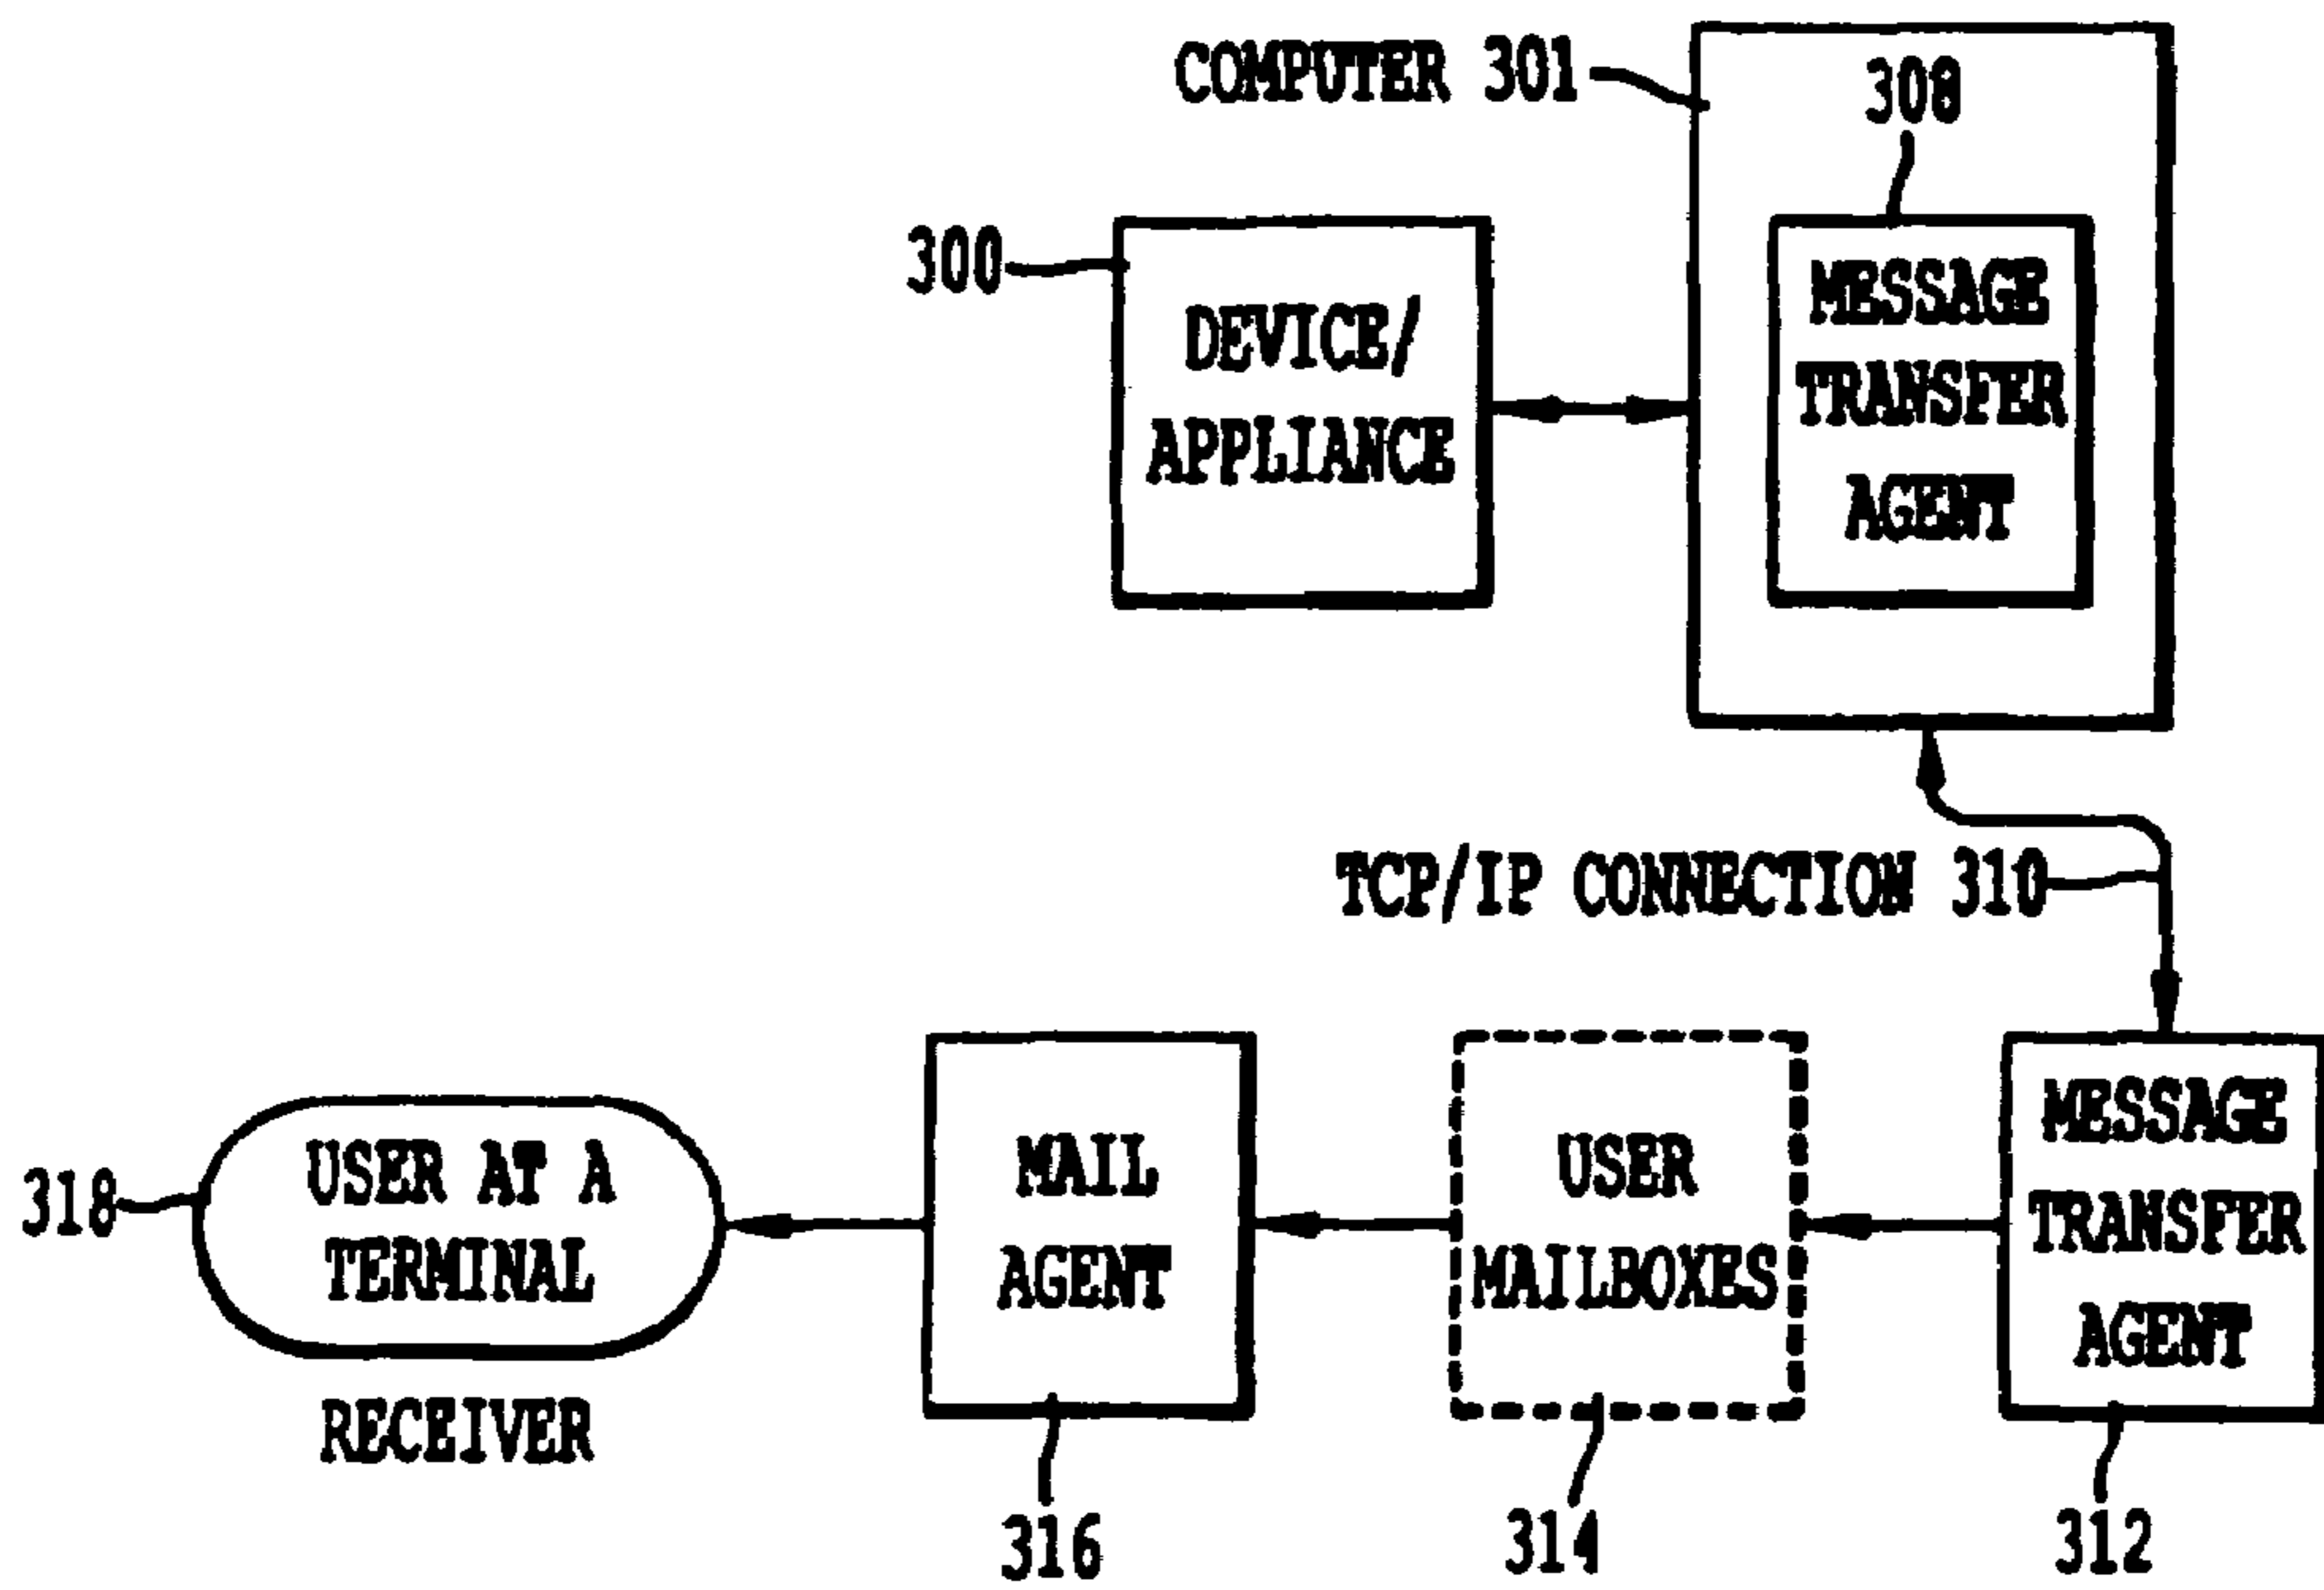 COMPUTER 301
308
300
DEVICE/
APPLIANCE
MESSAGE
TRANSFER
AGENT
TCP/IP CONNECTION 310
318
USER AT A
TERMINAL
RECEIVER
MAIL
AGENT
316
USER
MAILBOXES
314
MESSAGE
TRANSFER
AGENT
312